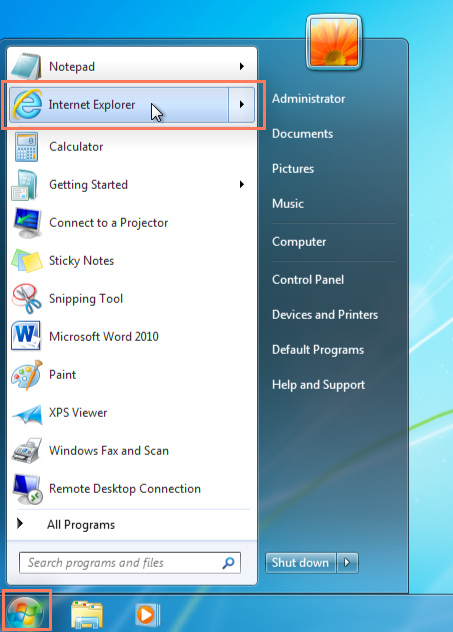 Notepad
Internet Explorer
Calculator
Getting Started
Connect to a Projector
Sticky Notes
Snipping Tool
Microsoft Word 2010
Paint
XPS Viewer
Windows Fax and Scan
Remote Desktop Connection
All Programs
Search programs and files
Administrator
Documents
Pictures
Music
Computer
Control Panel
Devices and Printers
Default Programs
Help and Support
Shut down